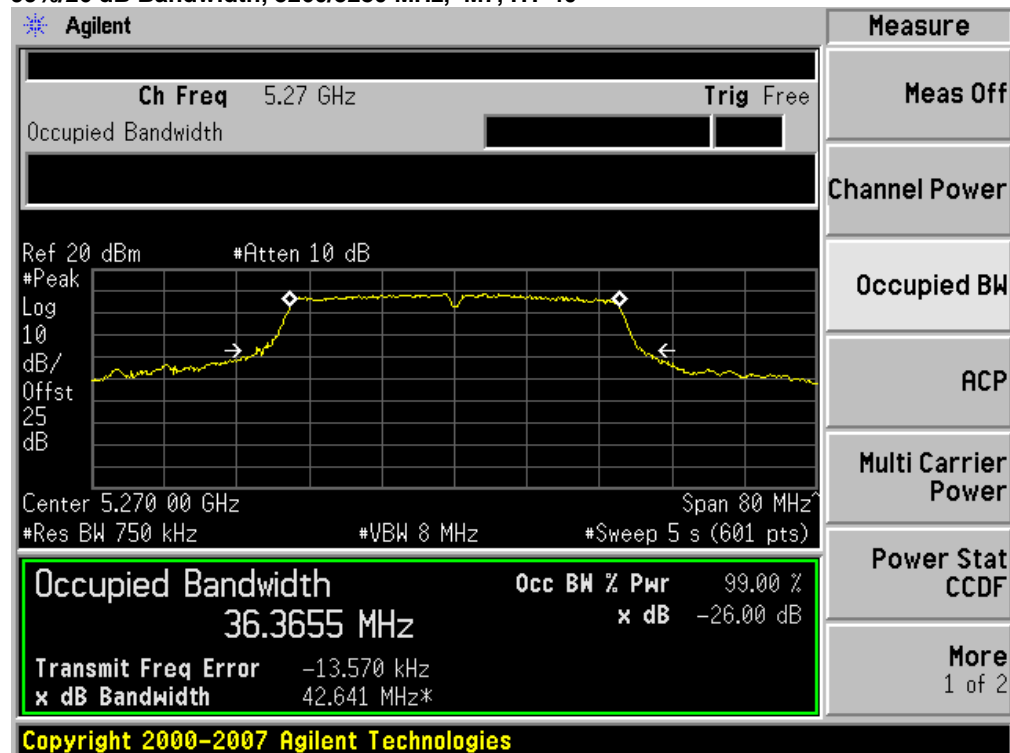 Agilent
Measure
Ch Freq 5.27 GHz
Trig Free
Occupied Bandwidth
Meas Off
Channel Power
Occupied BW
ACP
Multi Carrier
Power
Power Stat
CCDF
More
1 of 2
Ref 20 dBm
#Atten 10 dB
#Peak
Log
10
dB/
Offst
25
dB
Center 5.270 00 GHz
Span 80 MHz^
#Res BW 750 kHz
#VBW 8 MHz
#Sweep 5 s (601 pts)
Occupied Bandwidth
36.3655 MHz
Occ BW % Pwr 99.00 %
x dB -26.00 dB
Transmit Freq Error -13.570 kHz
x dB Bandwidth 42.641 MHz*
Copyright 2000-2007 Agilent Technologies